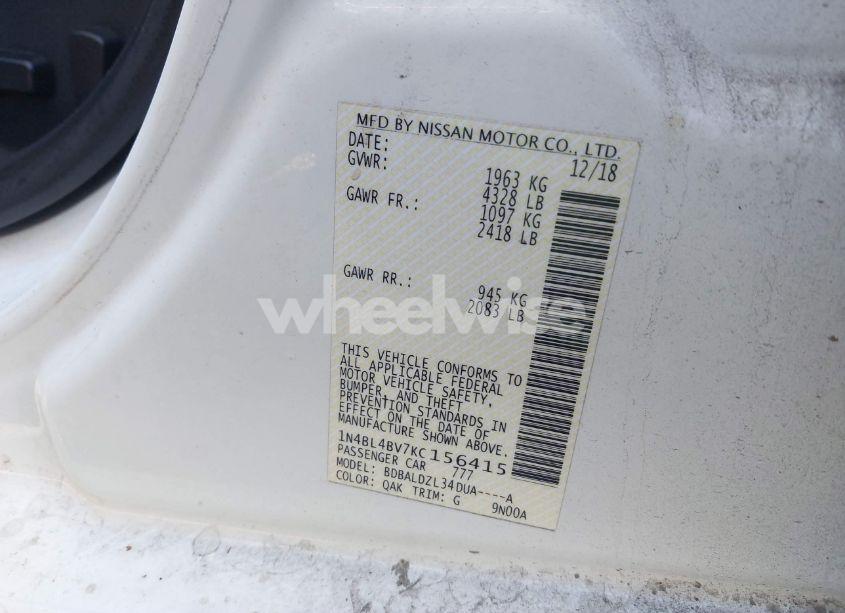 MFD BY NISSAN MOTOR CO., LTD.
DATE: 12/18
GVWR: 1963 KG
4328 LB
GAWR FR.: 1097 KG
2418 LB
GAWR RR.: 945 KG
2083 LB
wheelwise
THIS VEHICLE CONFORMS TO
ALL APPLICABLE FEDERAL
MOTOR VEHICLE SAFETY,
BUMPER, AND THEFT
PREVENTION STANDARDS IN
EFFECT ON THE DATE OF
MANUFACTURE SHOWN ABOVE.
1N4BL4BV7KC156415
PASSENGER CAR 777
MODEL: BDBALDZL34DUA----A
COLOR: QAK TRIM: G 9N00A